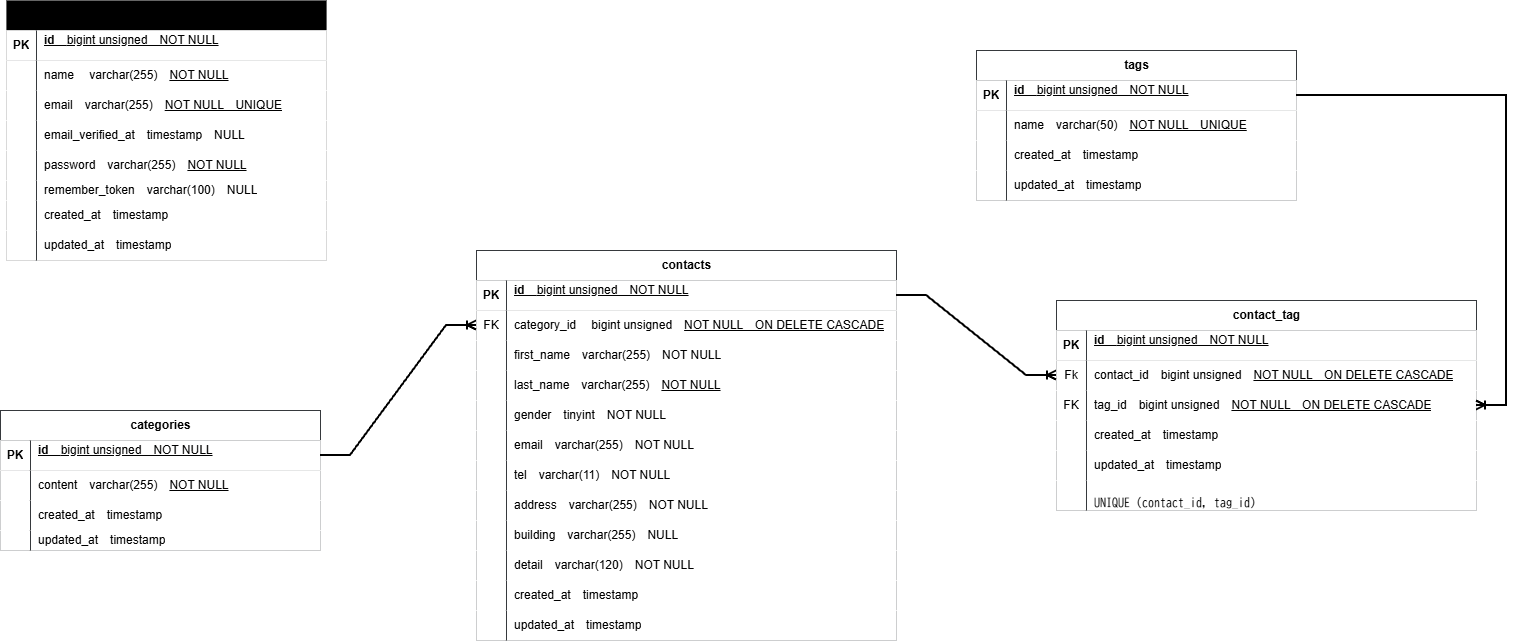 PK id bigint unsigned NOT NULL
name varchar(255) NOT NULL
email varchar(255) NOT NULL UNIQUE
email_verified_at timestamp NULL
password varchar(255) NOT NULL
remember_token varchar(100) NULL
created_at timestamp
updated_at timestamp
categories
PK id bigint unsigned NOT NULL
content varchar(255) NOT NULL
created_at timestamp
updated_at timestamp
contacts
PK id bigint unsigned NOT NULL
FK category_id bigint unsigned NOT NULL ON DELETE CASCADE
first_name varchar(255) NOT NULL
last_name varchar(255) NOT NULL
gender tinyint NOT NULL
email varchar(255) NOT NULL
tel varchar(11) NOT NULL
address varchar(255) NOT NULL
building varchar(255) NULL
detail varchar(120) NOT NULL
created_at timestamp
updated_at timestamp
tags
PK id bigint unsigned NOT NULL
name varchar(50) NOT NULL UNIQUE
created_at timestamp
updated_at timestamp
contact_tag
PK id bigint unsigned NOT NULL
Fk contact_id bigint unsigned NOT NULL ON DELETE CASCADE
FK tag_id bigint unsigned NOT NULL ON DELETE CASCADE
created_at timestamp
updated_at timestamp
UNIQUE (contact_id, tag_id)